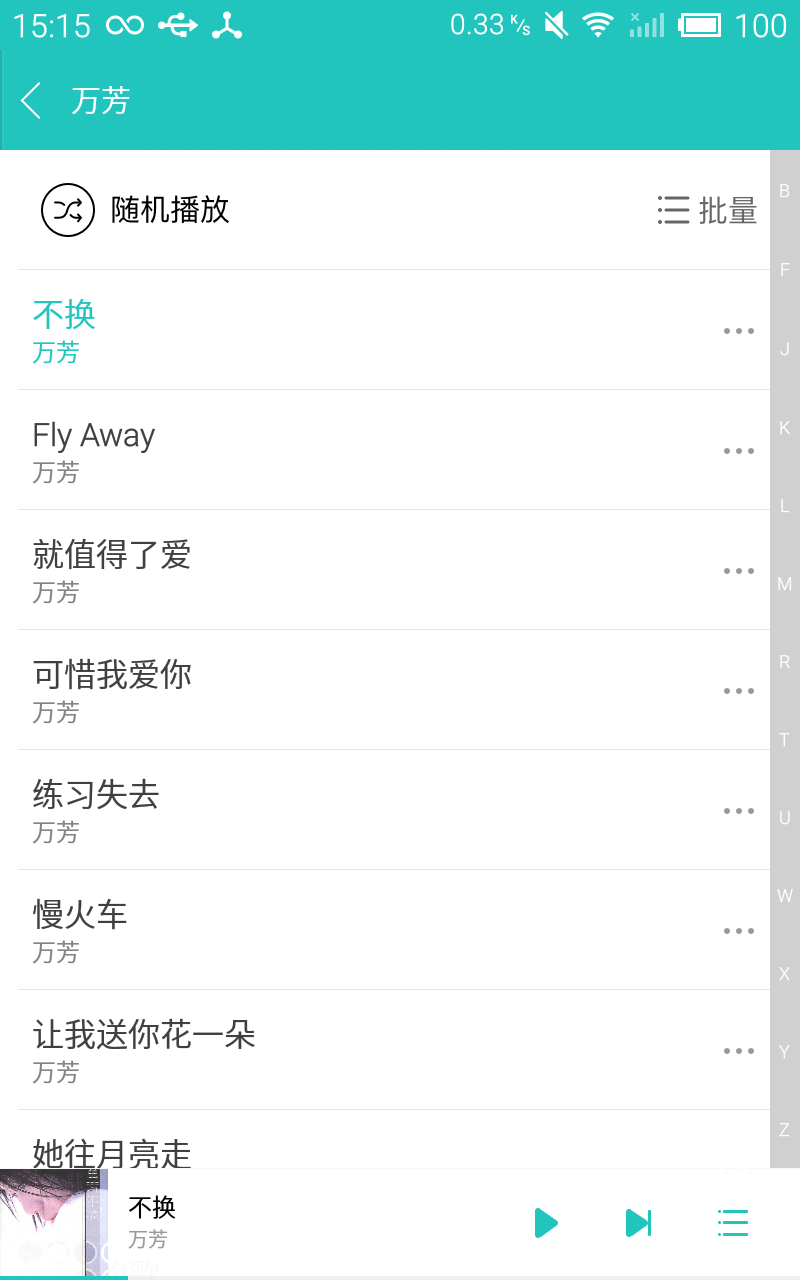 15:15
0.33 K/s
100
万芳
随机播放
批量
不换
万芳
Fly Away
万芳
就值得了爱
万芳
可惜我爱你
万芳
练习失去
万芳
慢火车
万芳
让我送你花一朵
万芳
她往月亮走
B
F
J
K
L
M
R
T
U
W
X
Y
Z
不换
万芳